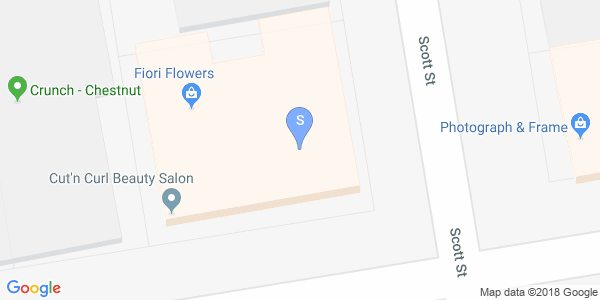 Scott St
Fiori Flowers
Crunch - Chestnut
S
Photograph & Frame
Cut'n Curl Beauty Salon
Scott St
Google
Map data ©2018 Google